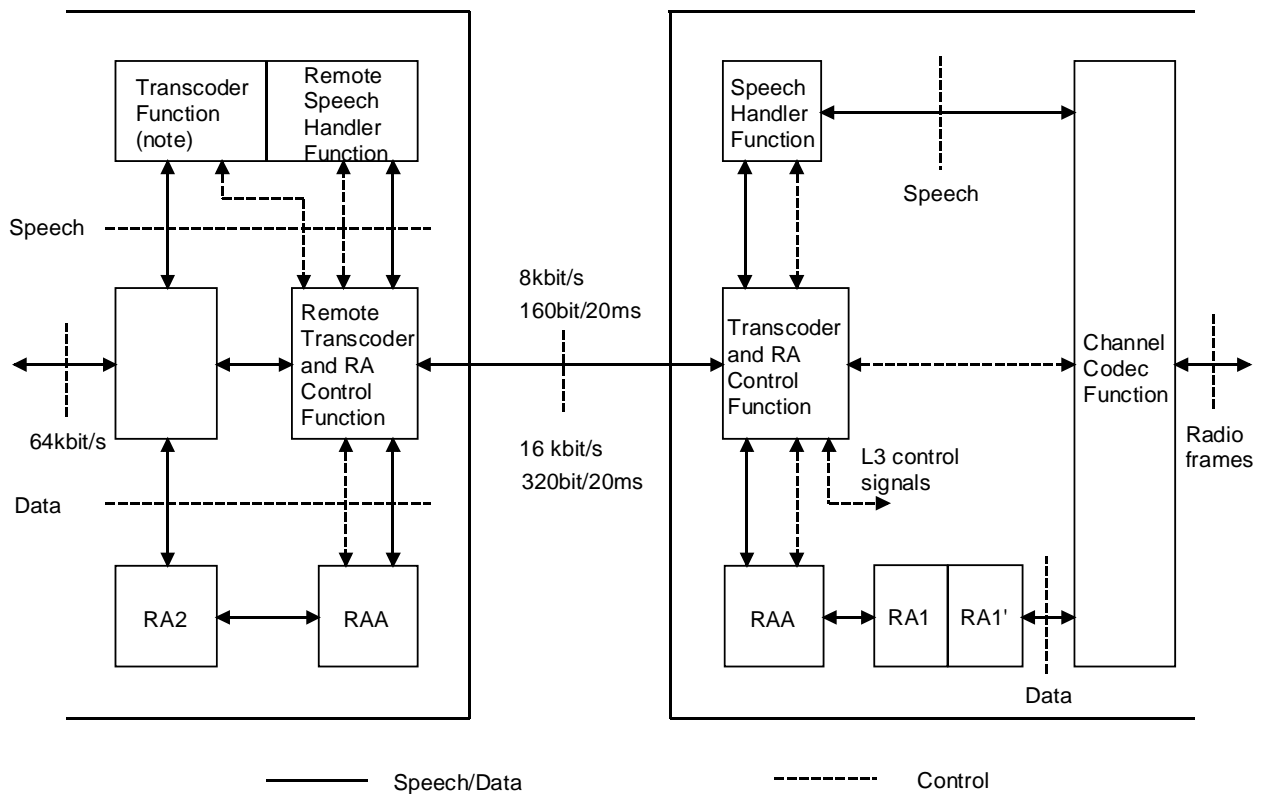 Transcoder
Function
(note)
Remote
Speech
Handler
Function
Speech
64kbit/s
Remote
Transcoder
and RA
Control
Function
Data
RA2
RAA
8kbit/s
160bit/20ms
16 kbit/s
320bit/20ms
Speech
Handler
Function
Speech
Transcoder
and RA
Control
Function
L3 control
signals
Channel
Codec
Function
Radio
frames
RAA
RA1
RA1'
Data
Speech/Data
Control